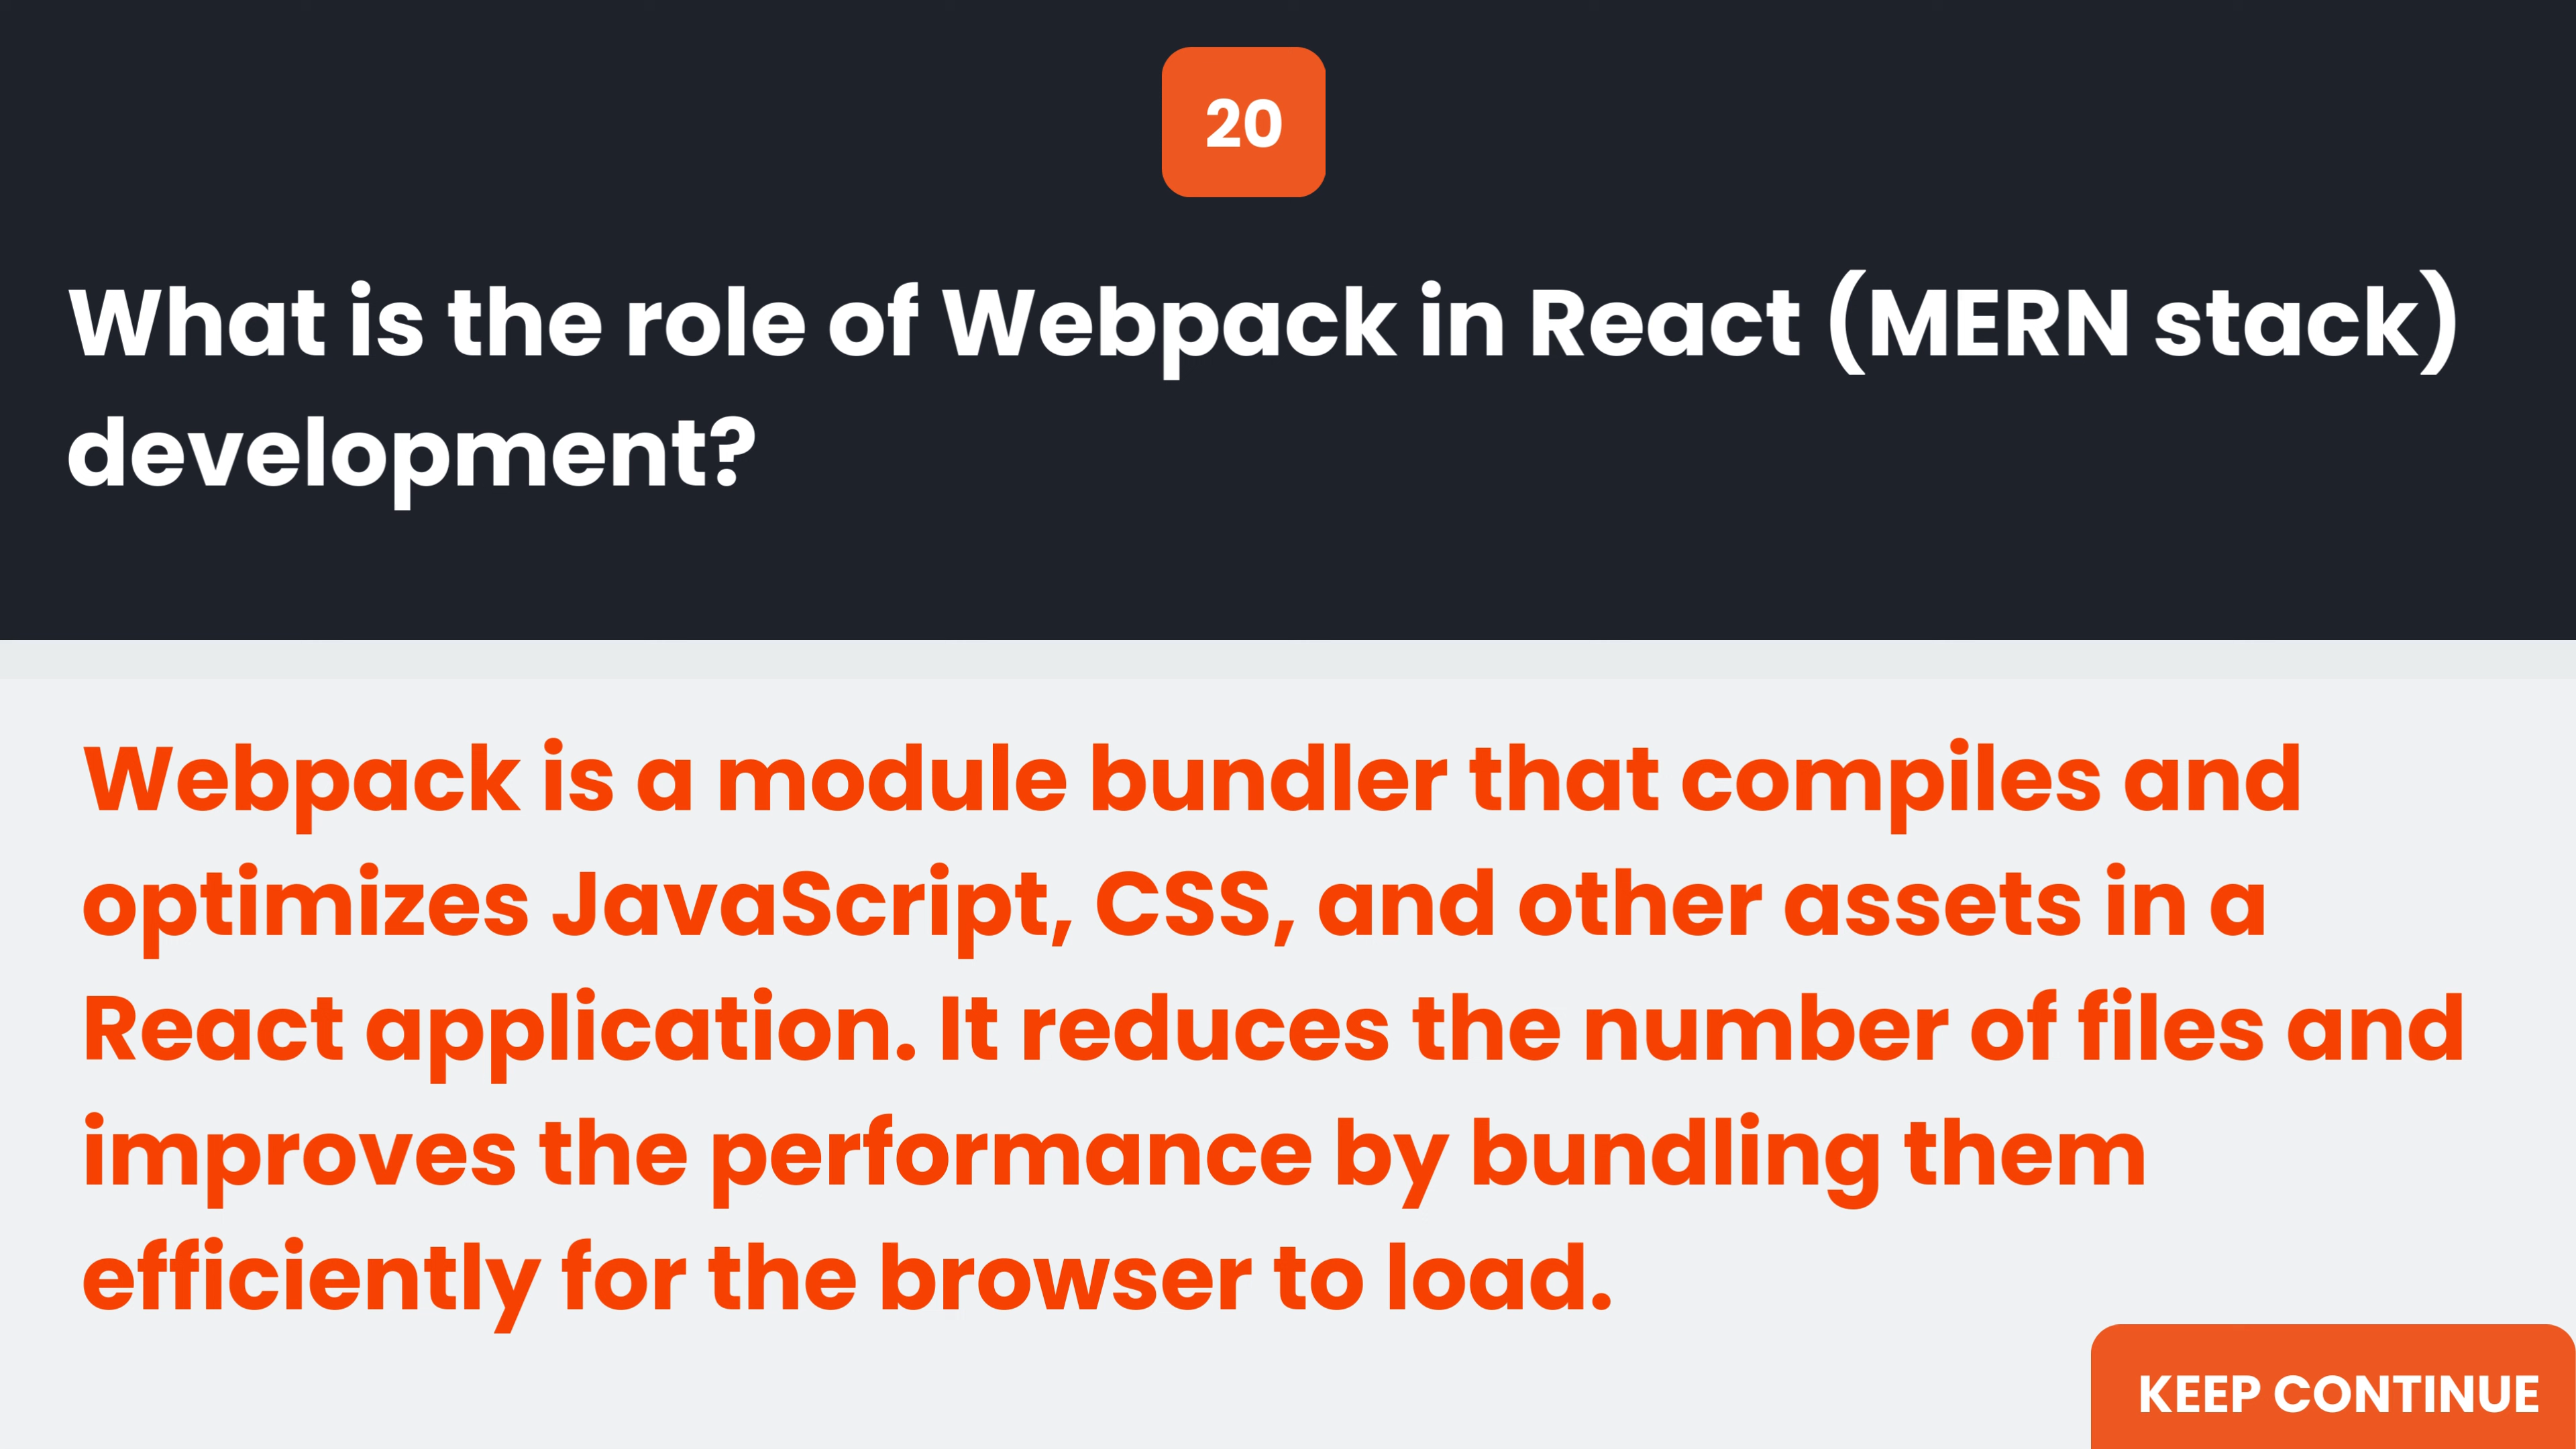 20
What is the role of Webpack in React (MERN stack)
development?
Webpack is a module bundler that compiles and
optimizes JavaScript, CSS, and other assets in a
React application. It reduces the number of files and
improves the performance by bundling them
efficiently for the browser to load.
KEEP CONTINUE